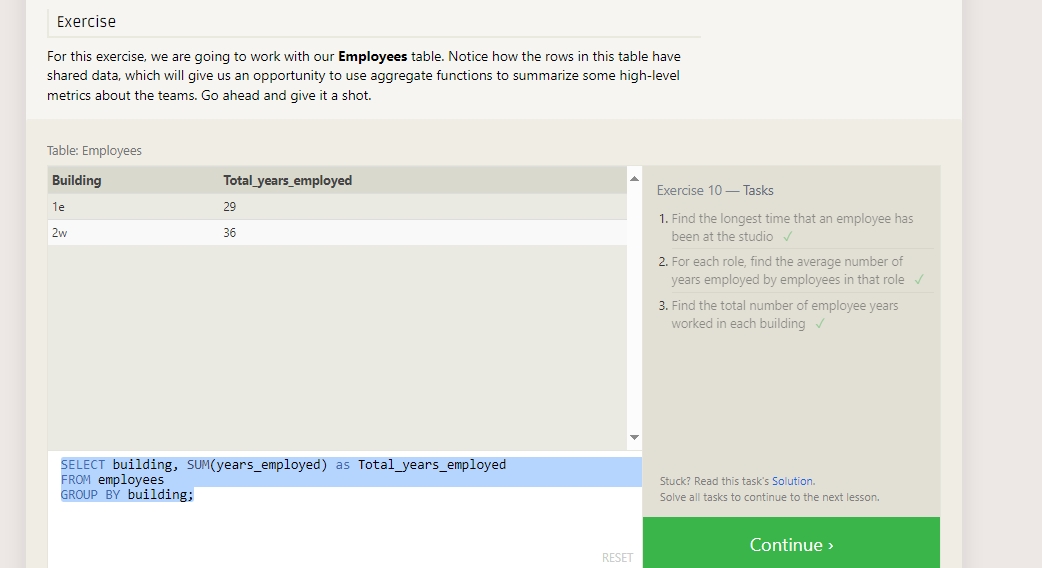 Exercise
For this exercise, we are going to work with our Employees table. Notice how the rows in this table have
shared data, which will give us an opportunity to use aggregate functions to summarize some high-level
metrics about the teams. Go ahead and give it a shot.
Table: Employees
Building Total_years_employed
1e 29
2w 36
SELECT building, SUM(years_employed) as Total_years_employed
FROM employees
GROUP BY building;
RESET
Exercise 10 — Tasks
1. Find the longest time that an employee has
been at the studio ✓
2. For each role, find the average number of
years employed by employees in that role ✓
3. Find the total number of employee years
worked in each building ✓
Stuck? Read this task's Solution.
Solve all tasks to continue to the next lesson.
Continue ›